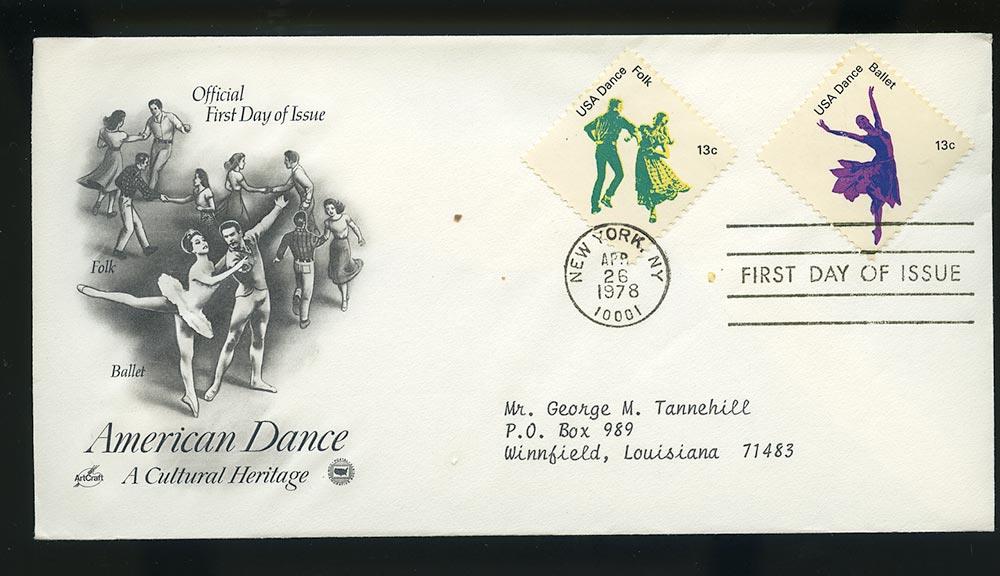 Official
First Day of Issue
Folk
Ballet
American Dance
A Cultural Heritage
ArtCraft
USA Dance
Folk
13c
USA Dance
Ballet
13c
NEW YORK, NY
APR
26
1978
10001
FIRST DAY OF ISSUE
Mr. George M. Tannehill
P.O. Box 989
Winnfield, Louisiana 71483